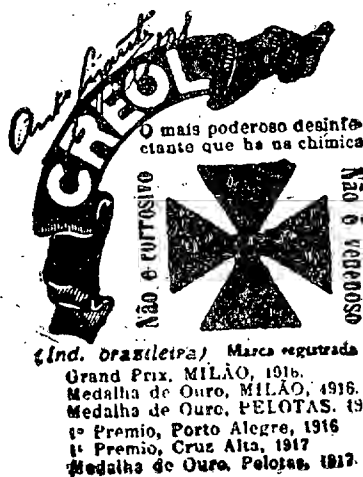 CREOL
O mais poderoso desinfe-
ctante que ha na chimica
Não é corrosivo
Não é venenoso
(Ind. brasileira) Marca registrada
Grand Prix, MILÃO, 1916.
Medalha de Ouro, MILÃO, 1916.
Medalha de Ouro, PELOTAS, 19
1º Premio, Porto Alegre, 1916
1º Premio, Cruz Alta, 1917
Medalha de Ouro, Pelotas, 1917.